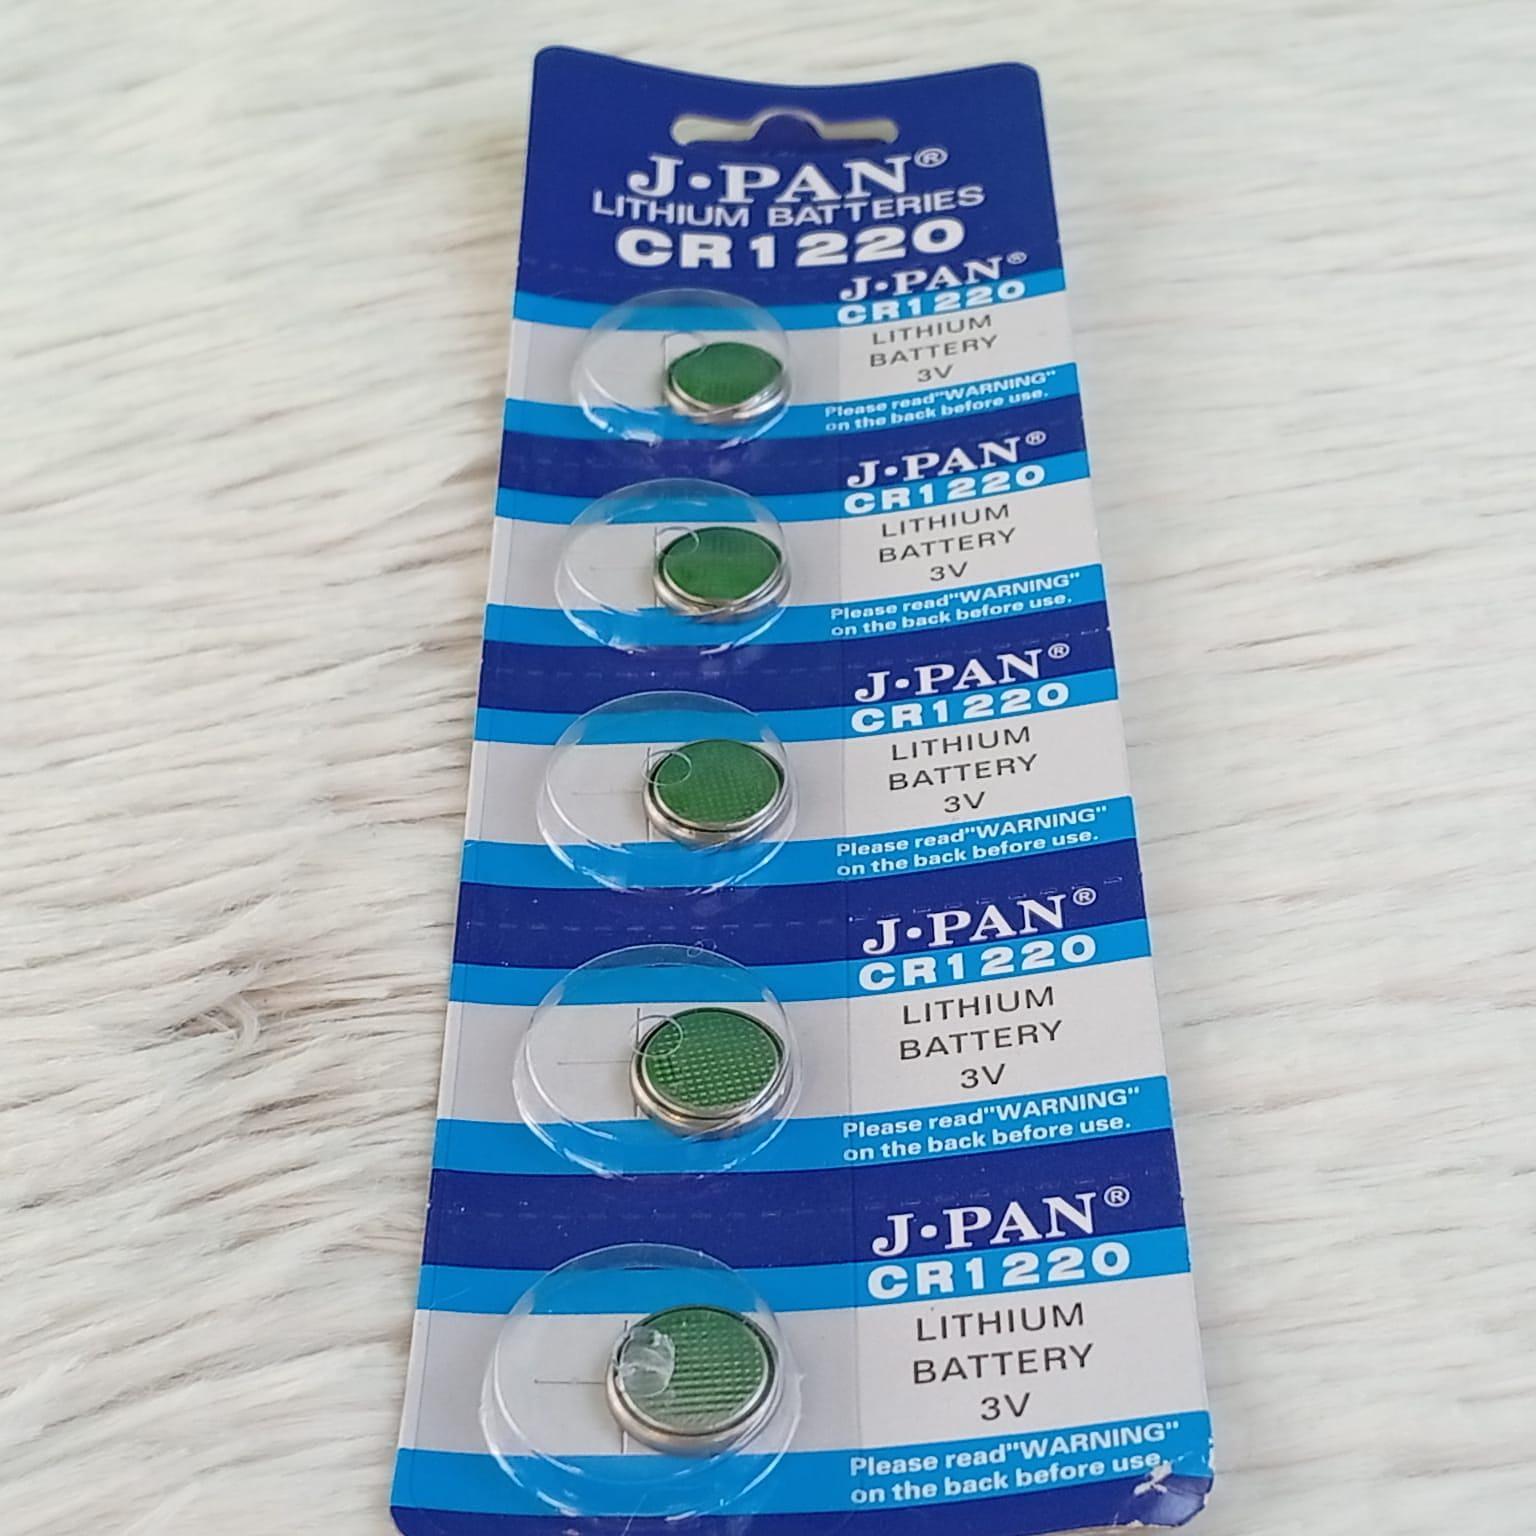 J·PAN®
LITHIUM BATTERIES
CR1220
J·PAN®
CR1220
LITHIUM
BATTERY
3V
Please read"WARNING"
on the back before use.
J·PAN®
CR1220
LITHIUM
BATTERY
3V
Please read"WARNING"
on the back before use.
J·PAN®
CR1220
LITHIUM
BATTERY
3V
Please read"WARNING"
on the back before use.
J·PAN®
CR1220
LITHIUM
BATTERY
3V
Please read"WARNING"
on the back before use.
J·PAN®
CR1220
LITHIUM
BATTERY
3V
Please read"WARNING"
on the back before use.